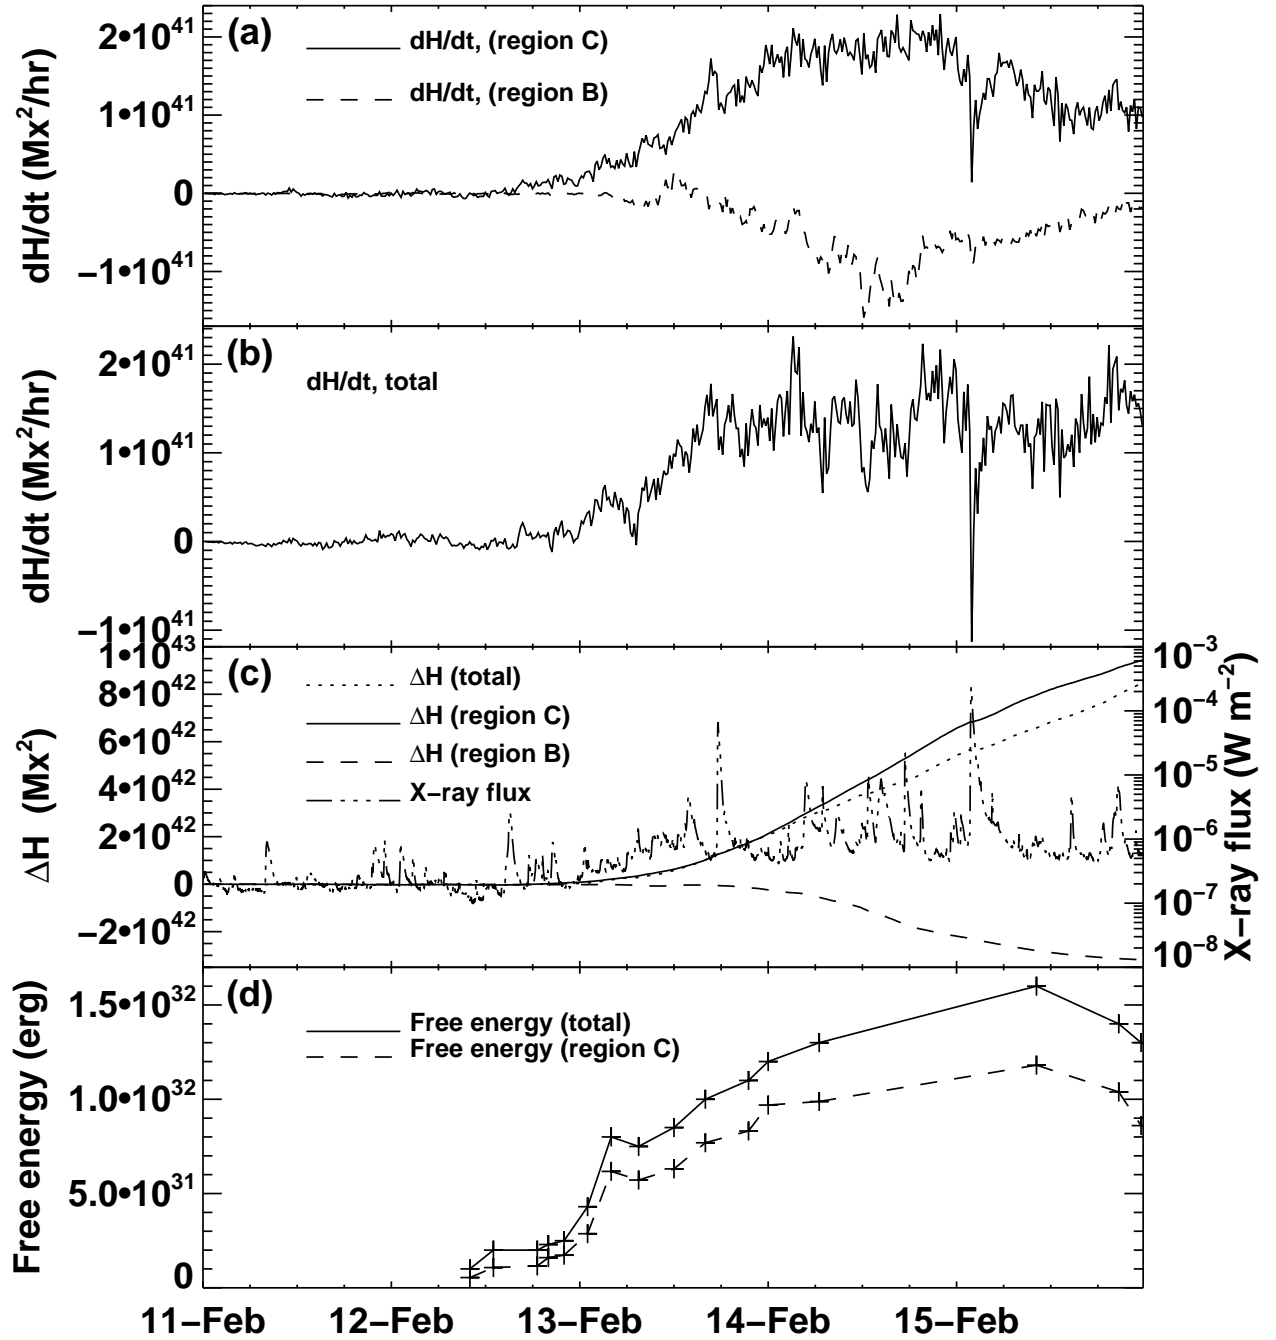 (a)
dH/dt, (region C)
dH/dt, (region B)
2•10^41
1•10^41
0
−1•10^41
dH/dt (Mx^2/hr)
(b)
dH/dt, total
2•10^41
1•10^41
0
−1•10^41
dH/dt (Mx^2/hr)
(c)
ΔH (total)
ΔH (region C)
ΔH (region B)
X−ray flux
1•10^43
8•10^42
6•10^42
4•10^42
2•10^42
0
−2•10^42
ΔH (Mx^2)
10^−3
10^−4
10^−5
10^−6
10^−7
10^−8
X−ray flux (W m^−2)
(d)
Free energy (total)
Free energy (region C)
1.5•10^32
1.0•10^32
5.0•10^31
0
Free energy (erg)
11−Feb 12−Feb 13−Feb 14−Feb 15−Feb